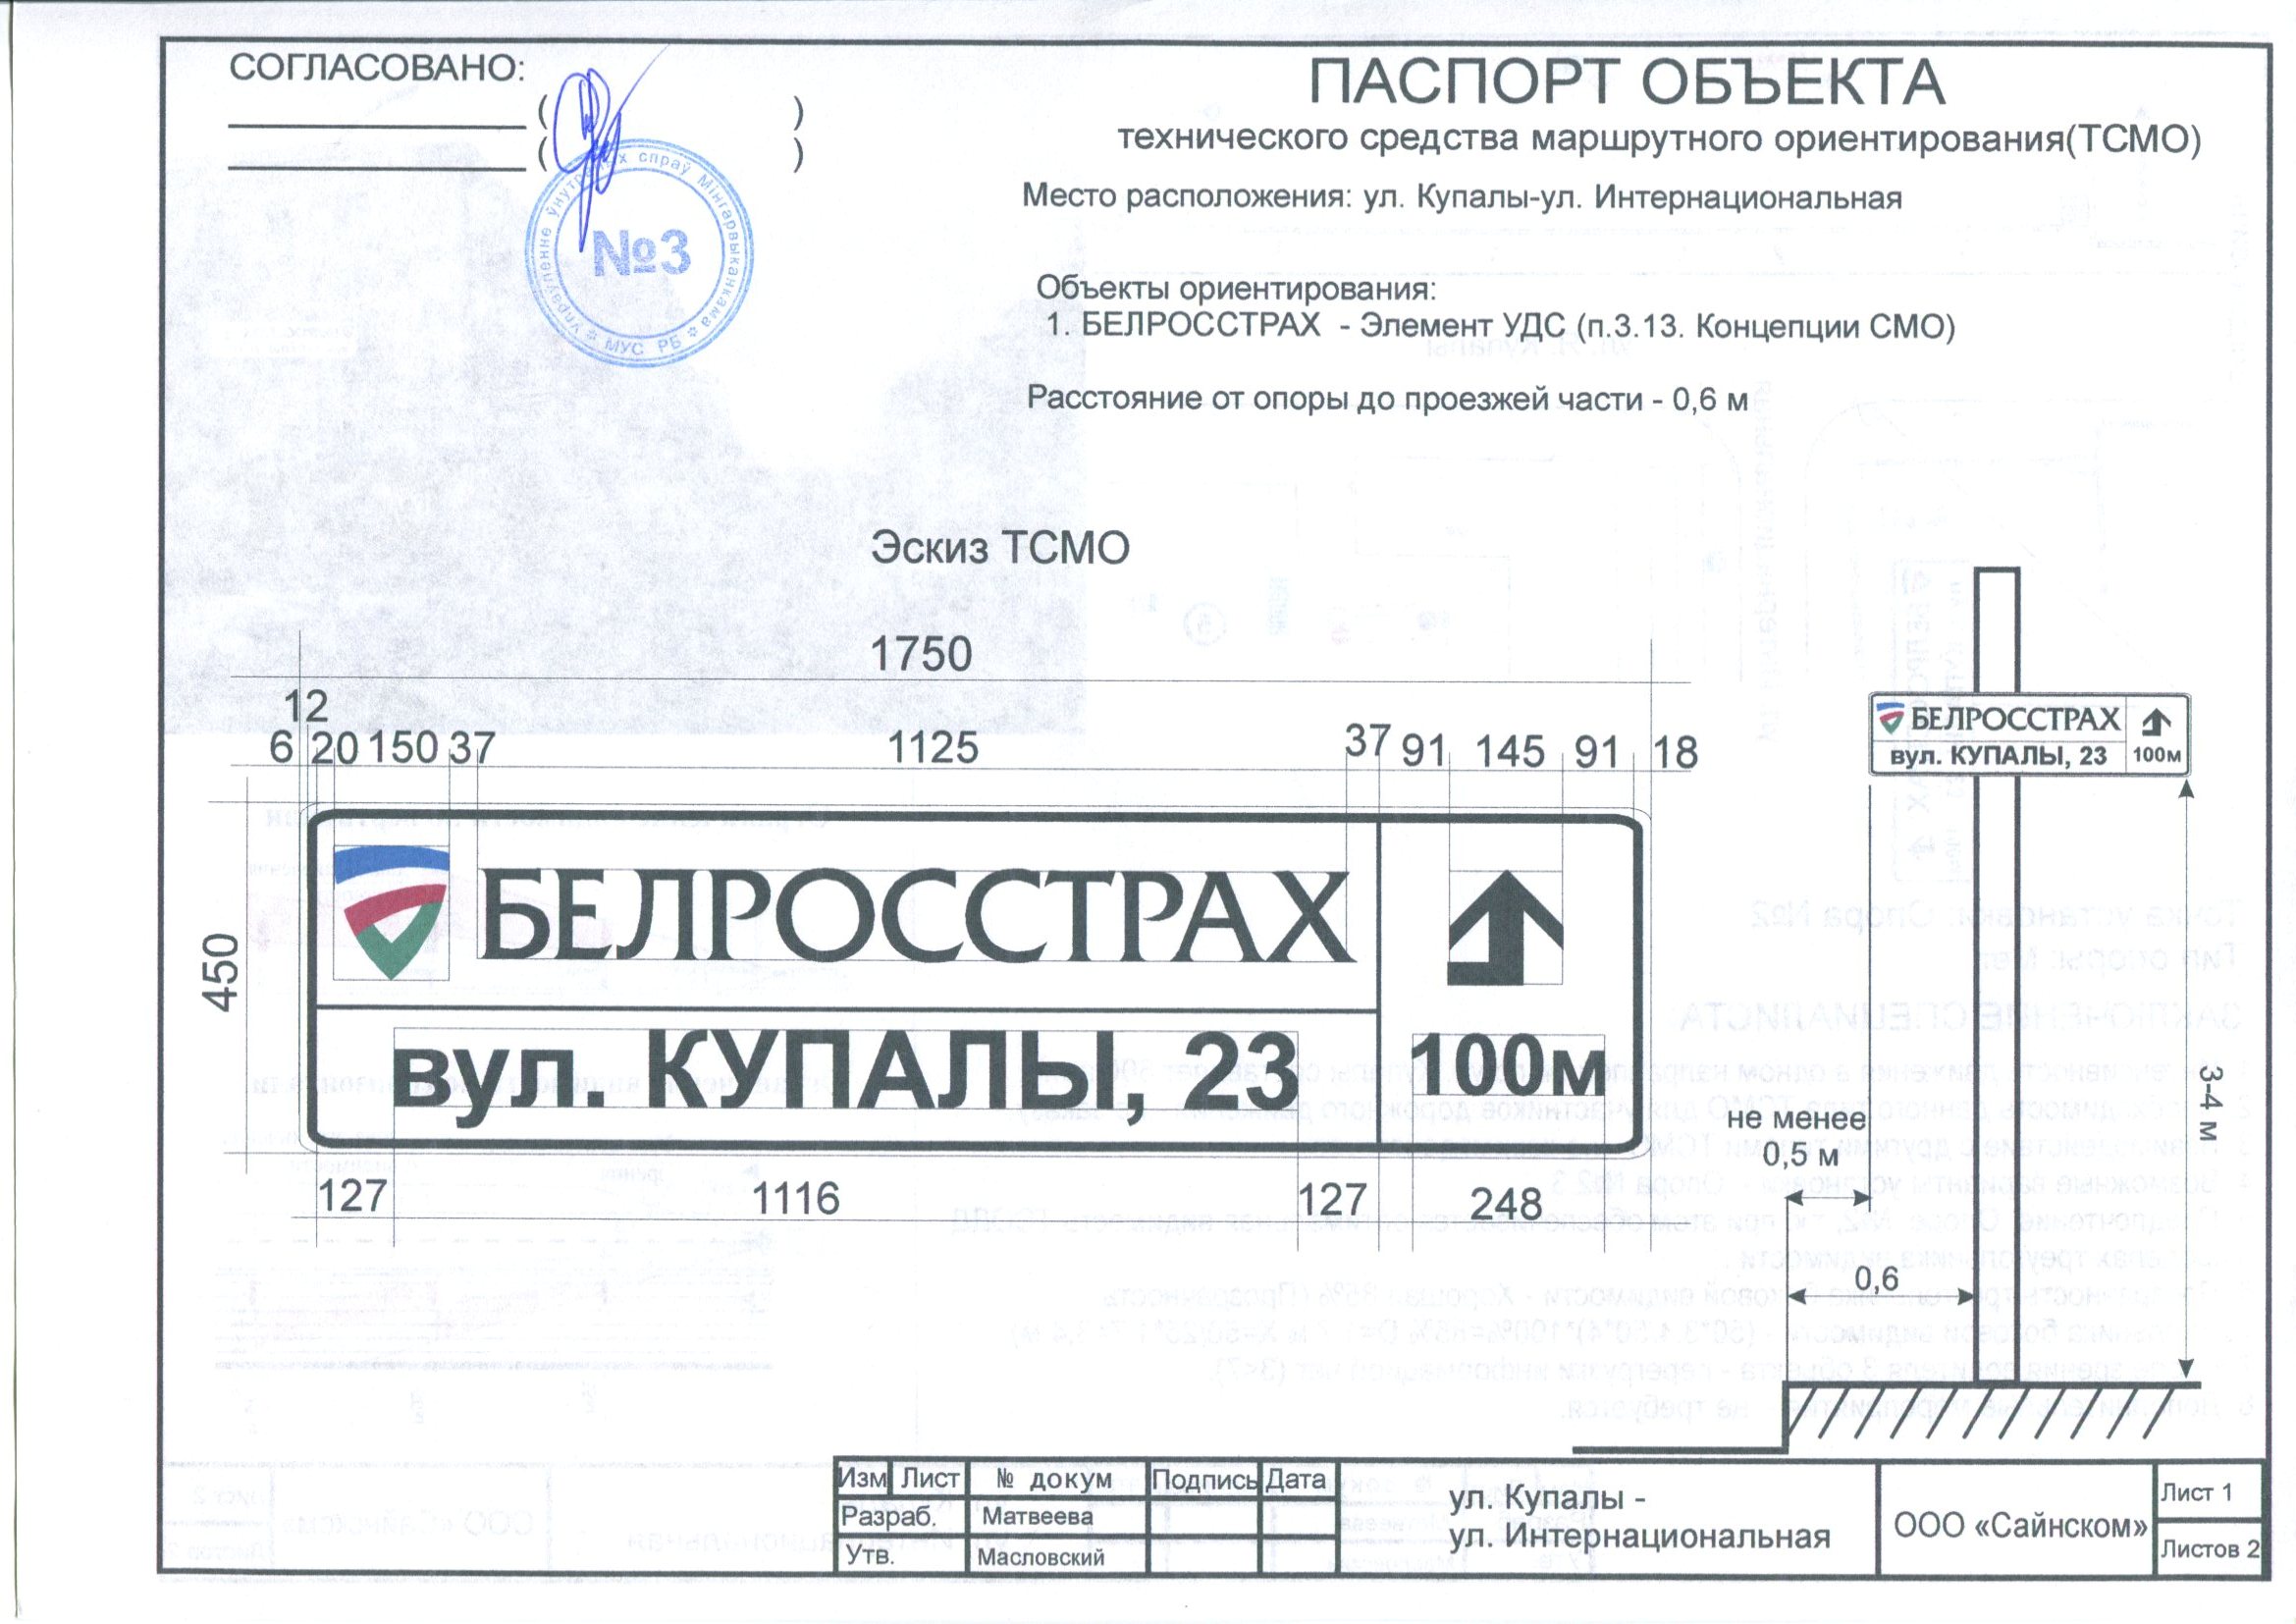 СОГЛАСОВАНО:
( )
( )
упраўленне ўнутраных спраў Мінгарвыканкама
МУС РБ
№3
ПАСПОРТ ОБЪЕКТА
технического средства маршрутного ориентирования(ТСМО)
Место расположения: ул. Купалы-ул. Интернациональная
Объекты ориентирования:
1. БЕЛРОССТРАХ - Элемент УДС (п.3.13. Концепции СМО)
Расстояние от опоры до проезжей части - 0,6 м
Эскиз ТСМО
1750
12
6 20 150 37 1125 37 91 145 91 18
450
БЕЛРОССТРАХ
вул. КУПАЛЫ, 23
100м
127 1116 127 248
БЕЛРОССТРАХ
вул. КУПАЛЫ, 23
100м
3-4 м
не менее
0,5 м
0,6
Изм Лист № докум Подпись Дата
Разраб. Матвеева
Утв. Масловский
ул. Купалы -
ул. Интернациональная
ООО «Сайнском»
Лист 1
Листов 2